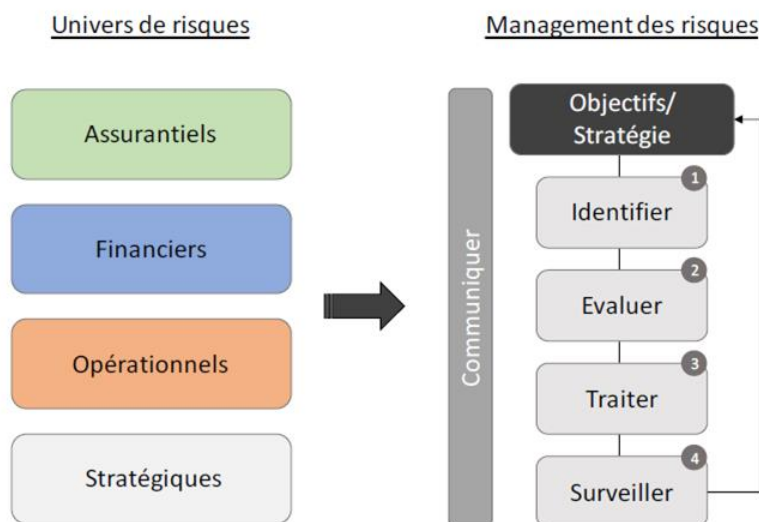 Univers de risques
Management des risques
Assurantiels
Financiers
Opérationnels
Stratégiques
Communiquer
Objectifs/
Stratégie
1
Identifier
2
Evaluer
3
Traiter
4
Surveiller